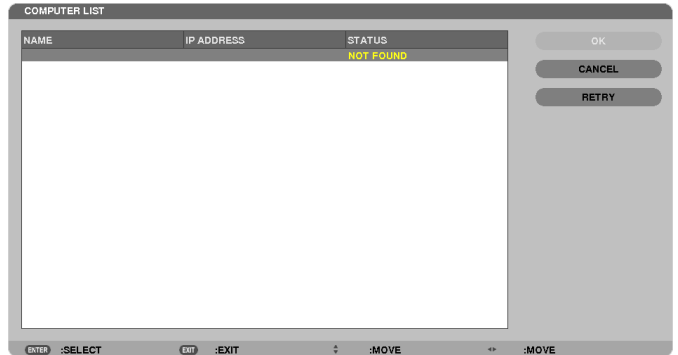 COMPUTER LIST
NAME IP ADDRESS STATUS
NOT FOUND
OK
CANCEL
RETRY
ENTER :SELECT EXIT :EXIT :MOVE :MOVE